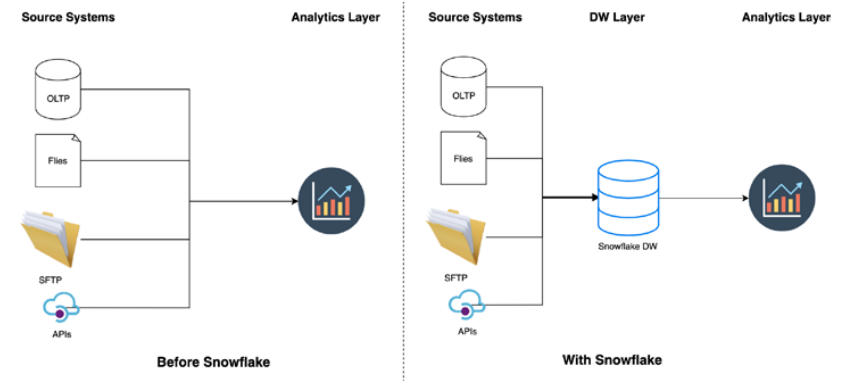 Source Systems
Analytics Layer
OLTP
Flies
SFTP
APIs
Before Snowflake
Source Systems
DW Layer
Analytics Layer
OLTP
Flies
Snowflake DW
SFTP
APIs
With Snowflake